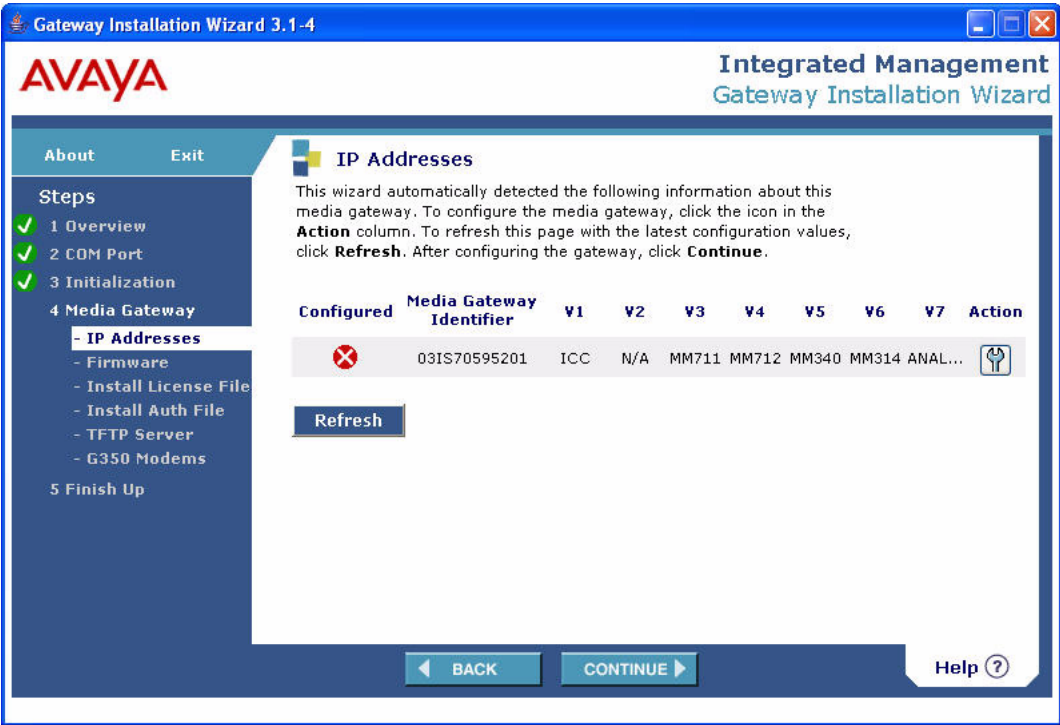 Gateway Installation Wizard 3.1-4
AVAYA
Integrated Management
Gateway Installation Wizard
About Exit
Steps
1 Overview
2 COM Port
3 Initialization
4 Media Gateway
- IP Addresses
- Firmware
- Install License File
- Install Auth File
- TFTP Server
- G350 Modems
5 Finish Up
IP Addresses
This wizard automatically detected the following information about this
media gateway. To configure the media gateway, click the icon in the
Action column. To refresh this page with the latest configuration values,
click Refresh. After configuring the gateway, click Continue.
Configured Media Gateway Identifier V1 V2 V3 V4 V5 V6 V7 Action
03IS70595201 ICC N/A MM711 MM712 MM340 MM314 ANAL...
Refresh
BACK CONTINUE
Help ?